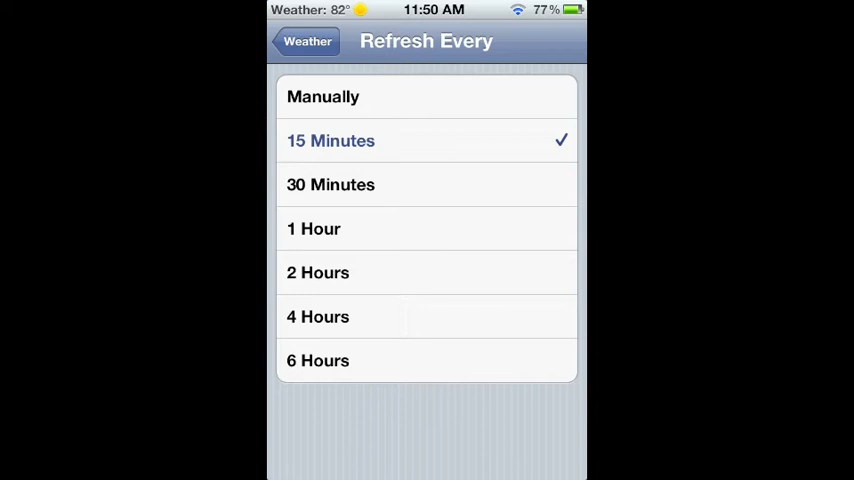 Weather: 82° 11:50 AM 77%
Weather Refresh Every
Manually
15 Minutes
30 Minutes
1 Hour
2 Hours
4 Hours
6 Hours